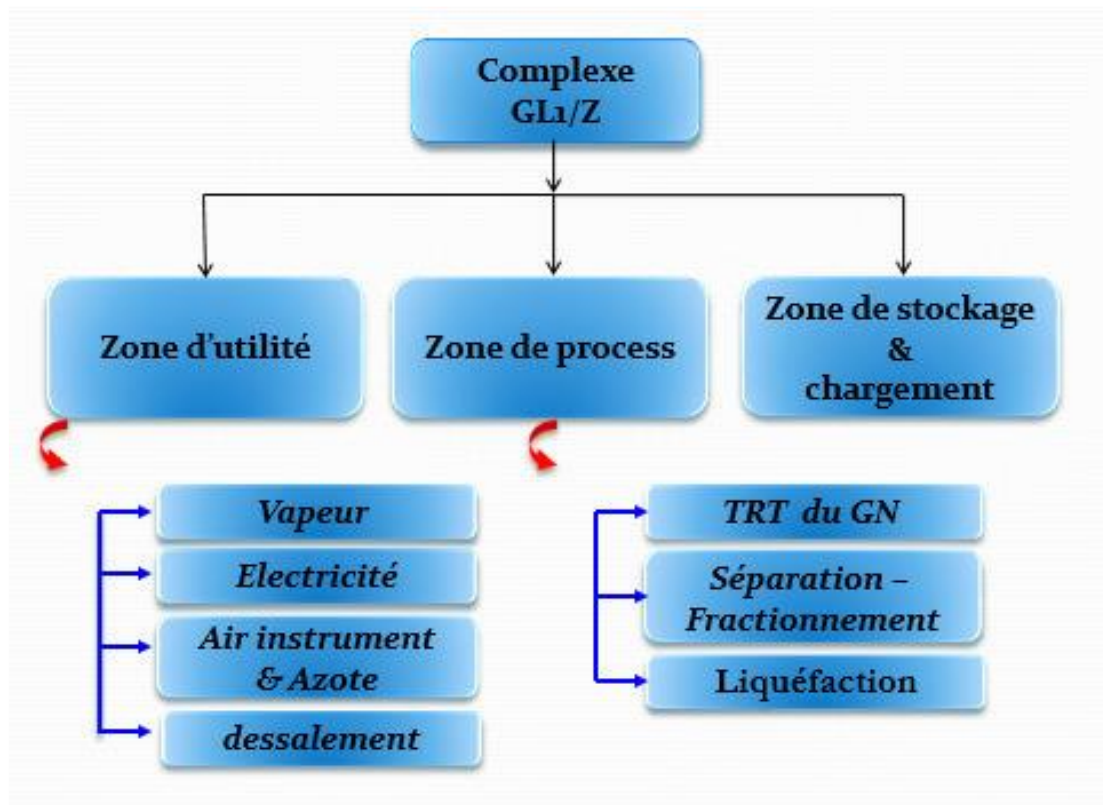 Complexe
GL1/Z
Zone d'utilité
Zone de process
Zone de stockage
&
chargement
Vapeur
Electricité
Air instrument
& Azote
dessalement
TRT du GN
Séparation –
Fractionnement
Liquéfaction